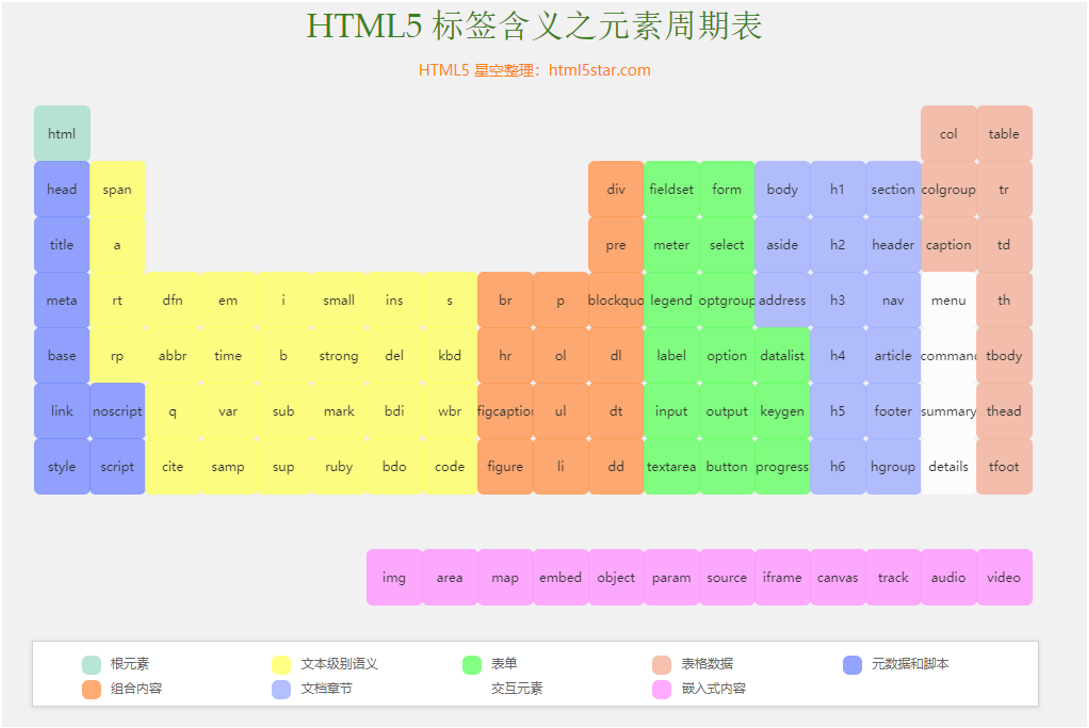 HTML5 标签含义之元素周期表
HTML5 星空整理：html5star.com
html col table
head span div fieldset form body h1 section colgroup tr
title a pre meter select aside h2 header caption td
meta rt dfn em i small ins s br p blockquo legend optgroup address h3 nav menu th
base rp abbr time b strong del kbd hr ol dl label option datalist h4 article command tbody
link noscript q var sub mark bdi wbr figcaption ul dt input output keygen h5 footer summary thead
style script cite samp sup ruby bdo code figure li dd textarea button progress h6 hgroup details tfoot
img area map embed object param source iframe canvas track audio video
根元素 文本级别语义 表单 表格数据 元数据和脚本
组合内容 文档章节 交互元素 嵌入式内容